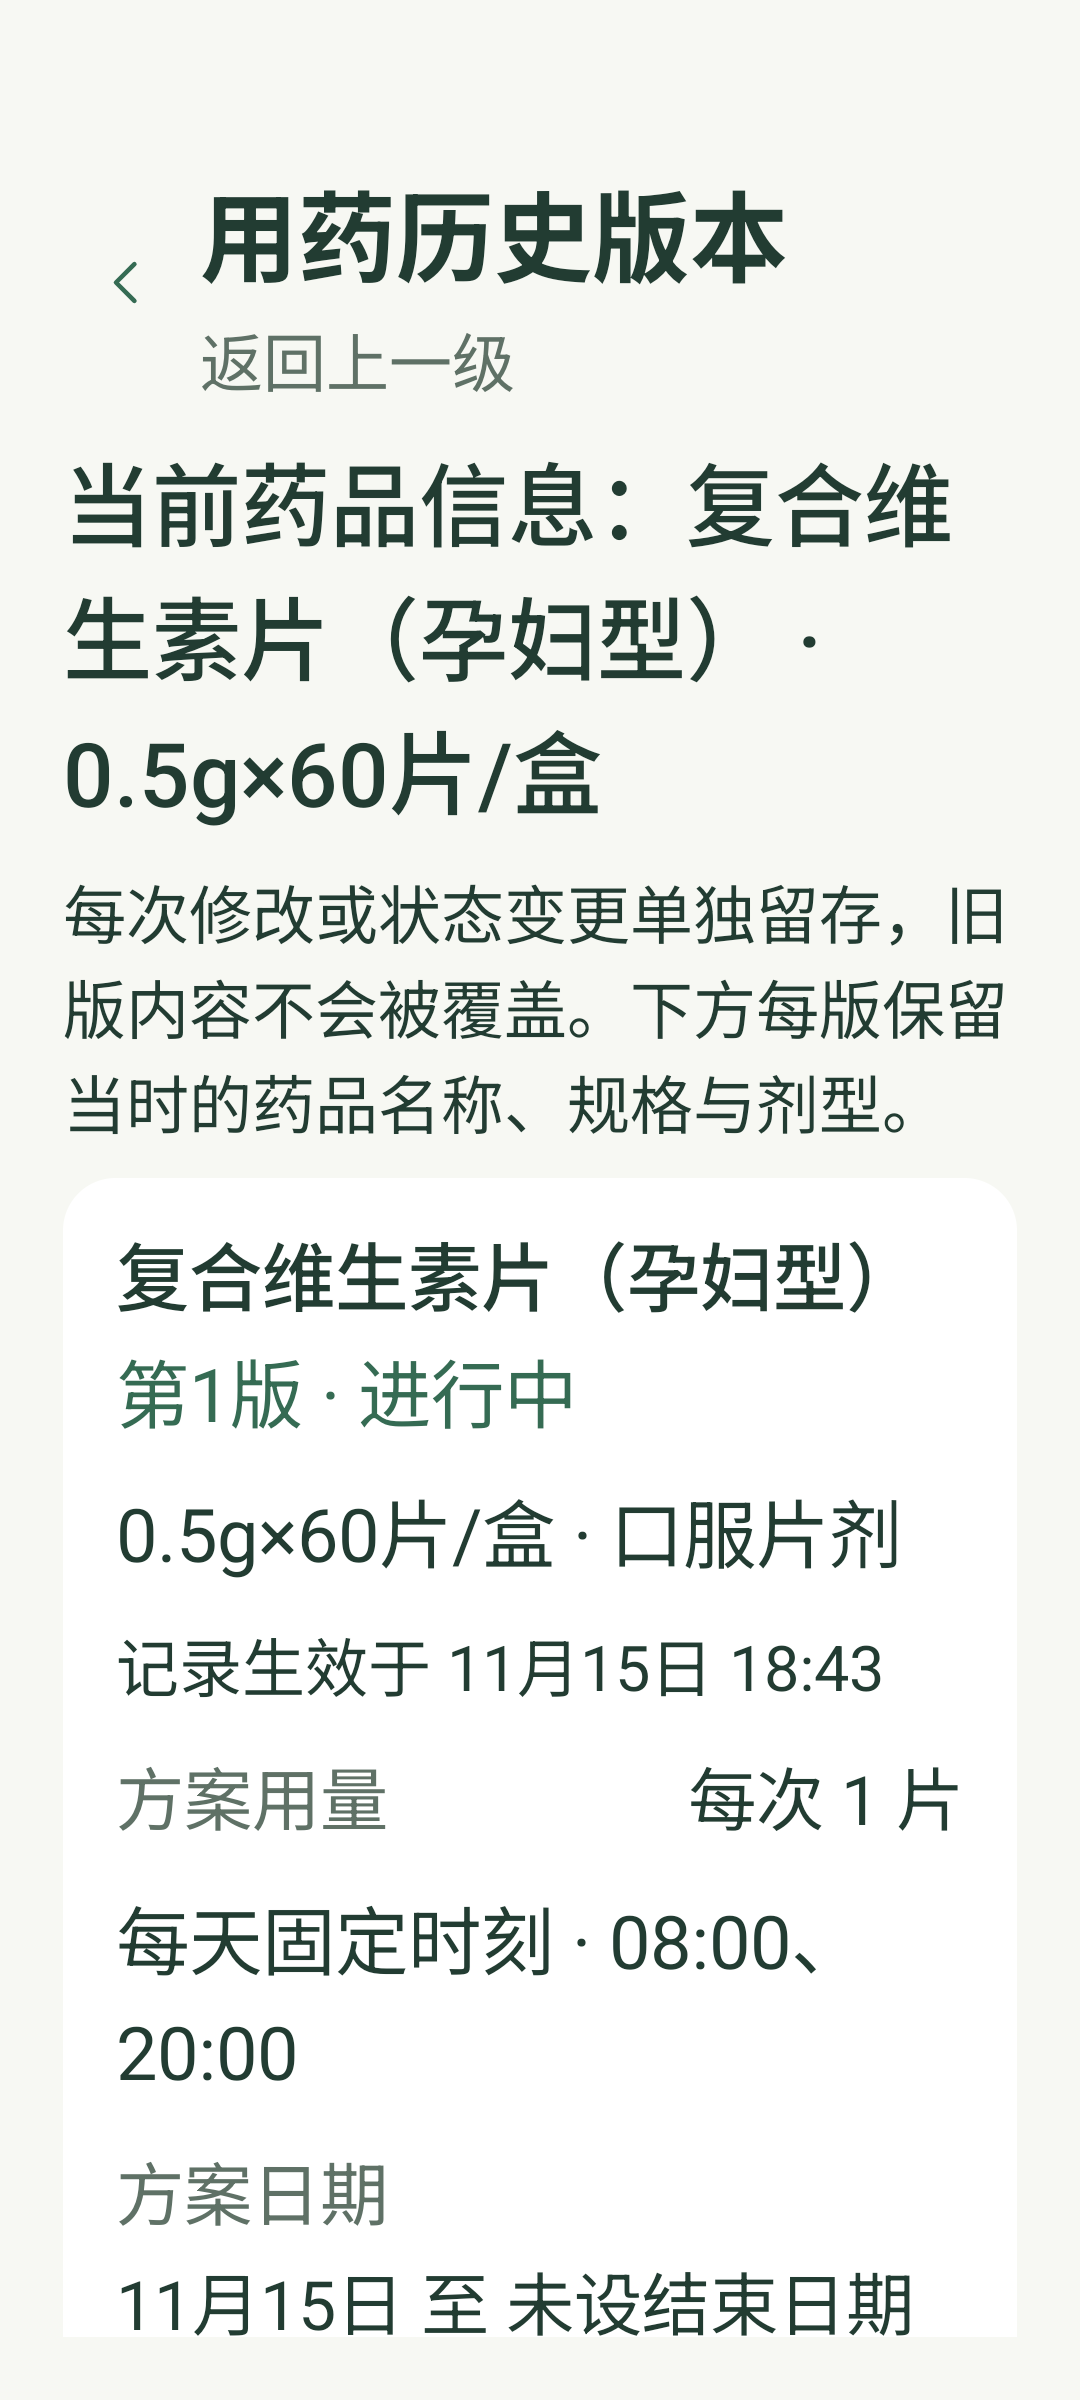 用药历史版本
返回上一级
当前药品信息：复合维
生素片（孕妇型） ·
0.5g×60片/盒
每次修改或状态变更单独留存，旧
版内容不会被覆盖。下方每版保留
当时的药品名称、规格与剂型。
复合维生素片（孕妇型）
第1版 · 进行中
0.5g×60片/盒 · 口服片剂
记录生效于 11月15日 18:43
方案用量 每次 1 片
每天固定时刻 · 08:00、
20:00
方案日期
11月15日 至 未设结束日期